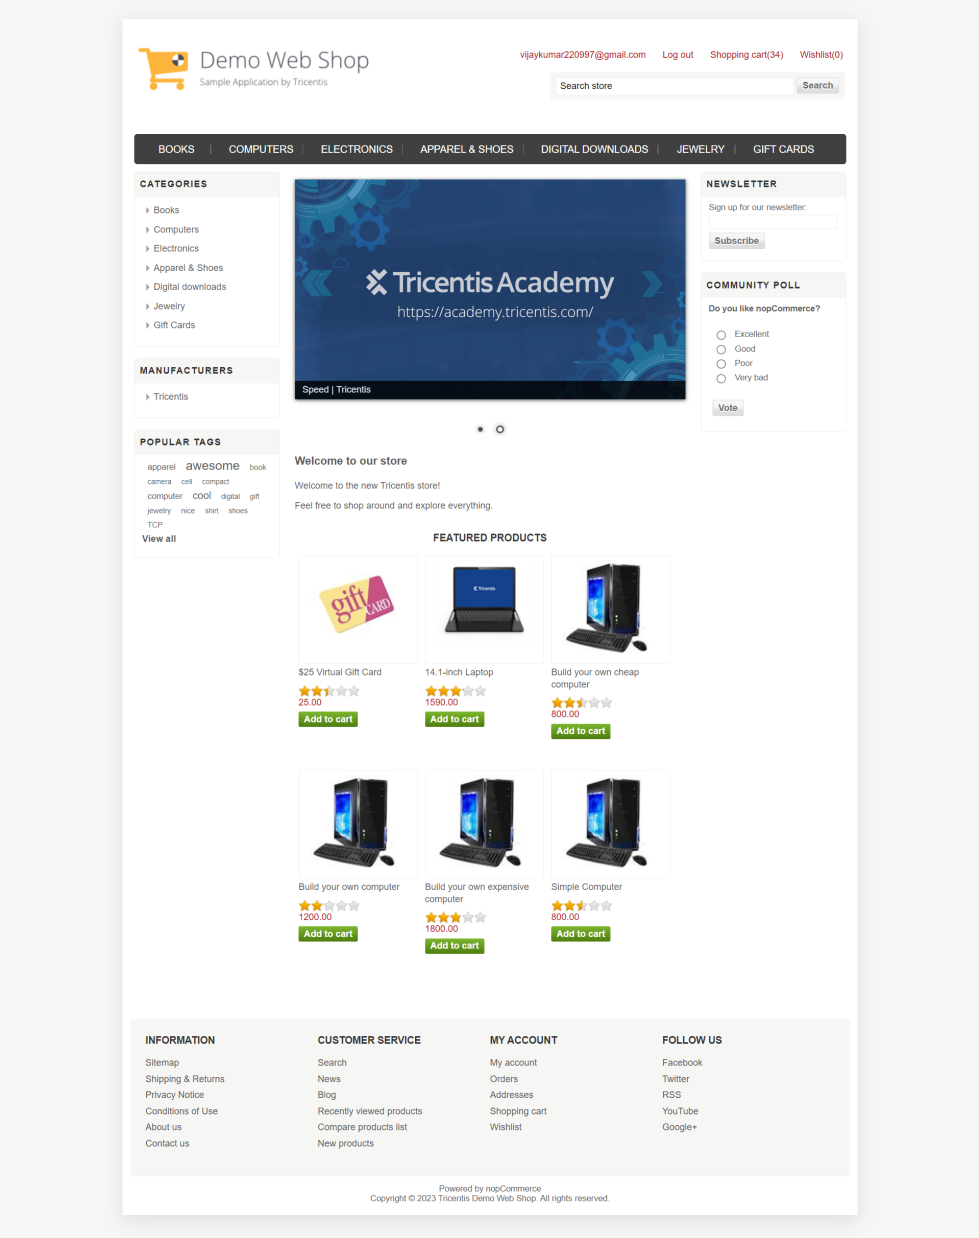 Demo Web Shop
Sample Application by Tricentis
vijaykumar220997@gmail.com Log out Shopping cart(34) Wishlist(0)
Search store Search
BOOKS | COMPUTERS | ELECTRONICS | APPAREL & SHOES | DIGITAL DOWNLOADS | JEWELRY | GIFT CARDS
CATEGORIES
Books
Computers
Electronics
Apparel & Shoes
Digital downloads
Jewelry
Gift Cards
MANUFACTURERS
Tricentis
POPULAR TAGS
apparel awesome book
camera cell compact
computer cool digital gift
jewelry nice shirt shoes
TCP
View all
Tricentis Academy
https://academy.tricentis.com/
Speed | Tricentis
Welcome to our store
Welcome to the new Tricentis store!
Feel free to shop around and explore everything.
FEATURED PRODUCTS
gift CARD
$25 Virtual Gift Card
25.00
Add to cart
Tricentis
14.1-inch Laptop
1590.00
Add to cart
Build your own cheap
computer
800.00
Add to cart
Build your own computer
1200.00
Add to cart
Build your own expensive
computer
1800.00
Add to cart
Simple Computer
800.00
Add to cart
NEWSLETTER
Sign up for our newsletter:
Subscribe
COMMUNITY POLL
Do you like nopCommerce?
Excellent
Good
Poor
Very bad
Vote
INFORMATION
Sitemap
Shipping & Returns
Privacy Notice
Conditions of Use
About us
Contact us
CUSTOMER SERVICE
Search
News
Blog
Recently viewed products
Compare products list
New products
MY ACCOUNT
My account
Orders
Addresses
Shopping cart
Wishlist
FOLLOW US
Facebook
Twitter
RSS
YouTube
Google+
Powered by nopCommerce
Copyright © 2023 Tricentis Demo Web Shop. All rights reserved.